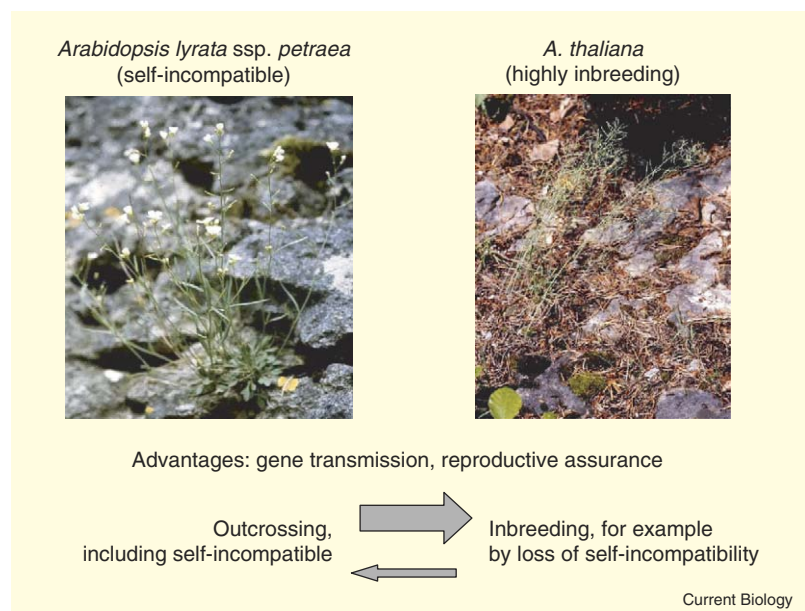 Arabidopsis lyrata ssp. petraea
(self-incompatible)
A. thaliana
(highly inbreeding)
Advantages: gene transmission, reproductive assurance
Outcrossing,
including self-incompatible
Inbreeding, for example
by loss of self-incompatibility
Current Biology